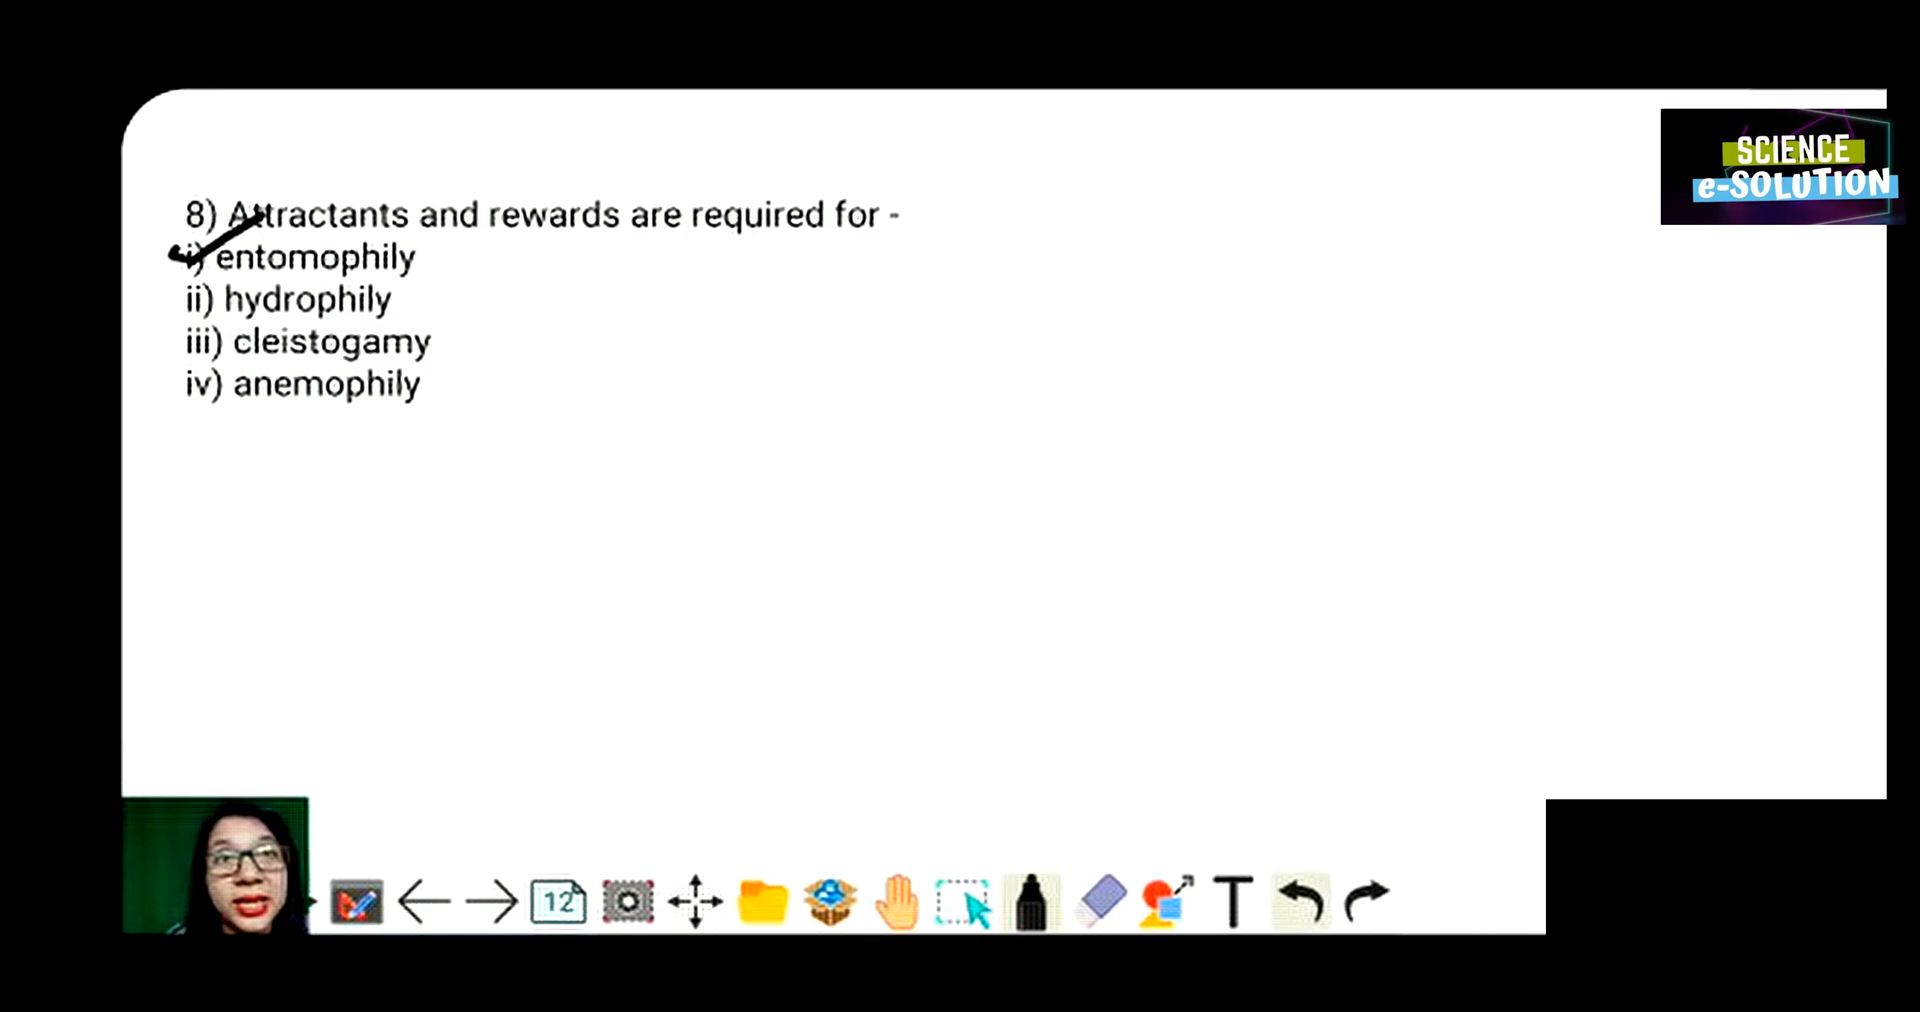 SCIENCE
e-SOLUTION
8) Attractants and rewards are required for -
i) entomophily
ii) hydrophily
iii) cleistogamy
iv) anemophily
12
T